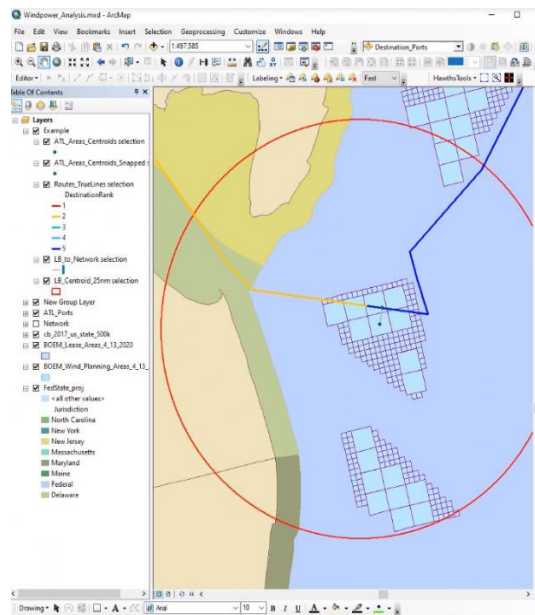 Windpower_Analysis.mxd - ArcMap
File Edit View Bookmarks Insert Selection Geoprocessing Customize Windows Help
1:497,585
Destination_Ports
Editor
Labeling
Fast
HawthsTools
Table Of Contents
Layers
Example
ATL_Areas_Centroids selection
ATL_Areas_Centroids_Snapped s
Routes_TrueLines selection
DestinationRank
1
2
3
4
5
LB_to_Network selection
LB_Centroid_25nm selection
New Group Layer
ATL_Ports
Network
cb_2017_us_state_500k
BOEM_Lease_Areas_4_13_2020
BOEM_Wind_Planning_Areas_4_13_
FedState_proj
<all other values>
Jurisdiction
North Carolina
New York
New Jersey
Massachusetts
Maryland
Maine
Federal
Delaware
Drawing
Arial
10
B I U A